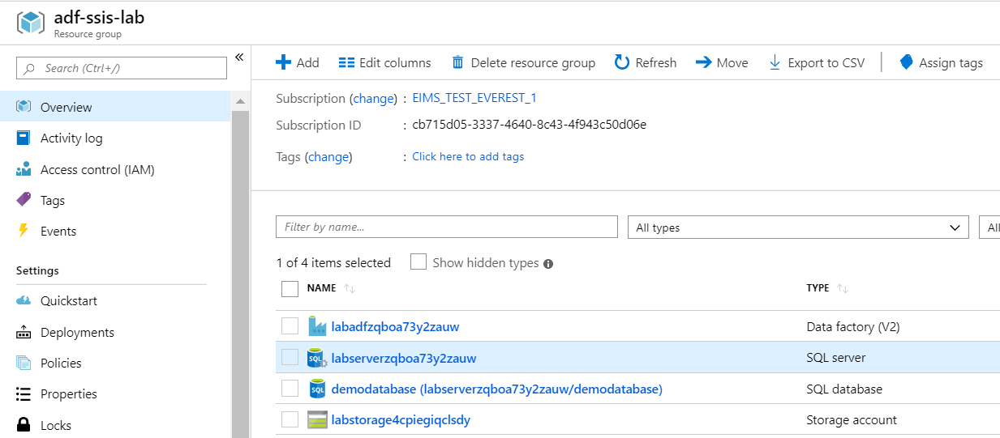 adf-ssis-lab
Resource group
Search (Ctrl+/)
«
Overview
Activity log
Access control (IAM)
Tags
Events
Settings
Quickstart
Deployments
Policies
Properties
Locks
Add Edit columns Delete resource group Refresh Move Export to CSV Assign tags
Subscription (change) : EIMS_TEST_EVEREST_1
Subscription ID : cb715d05-3337-4640-8c43-4f943c50d06e
Tags (change) : Click here to add tags
Filter by name... All types All
1 of 4 items selected Show hidden types
NAME TYPE
labadfzqboa73y2zauw Data factory (V2)
labserverzqboa73y2zauw SQL server
demodatabase (labserverzqboa73y2zauw/demodatabase) SQL database
labstorage4cpiegiqclsdy Storage account